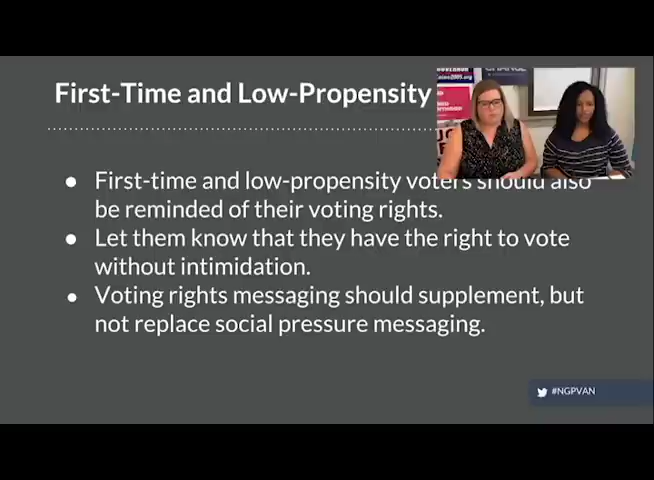 First-Time and Low-Propensity
First-time and low-propensity voters should also
be reminded of their voting rights.
Let them know that they have the right to vote
without intimidation.
Voting rights messaging should supplement, but
not replace social pressure messaging.
#NGPVAN